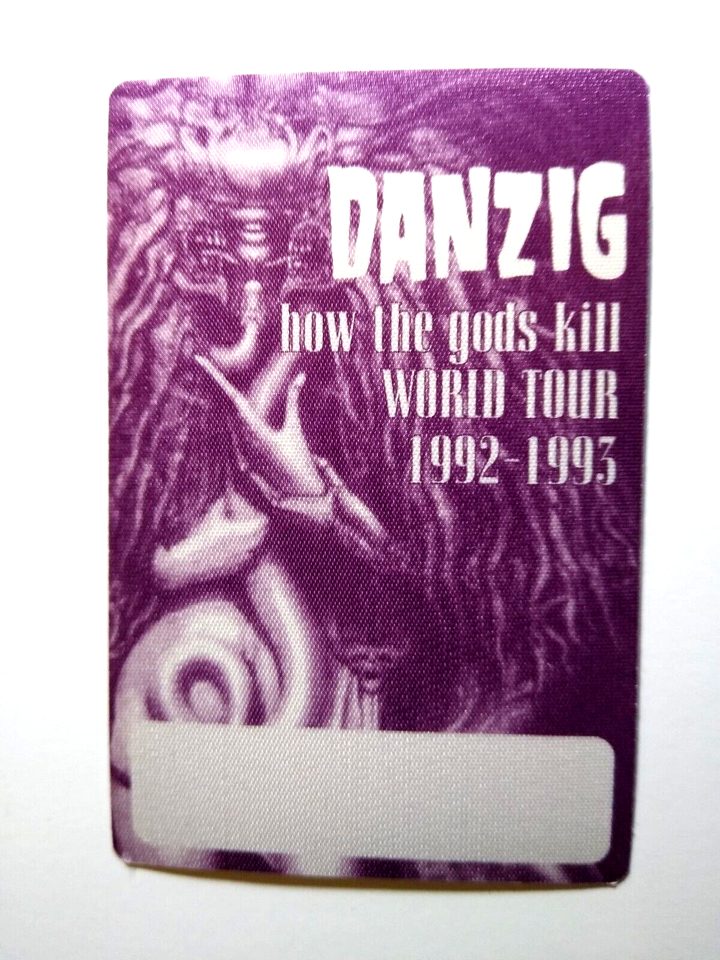 DANZIG
how the gods kill
WORLD TOUR
1992-1993